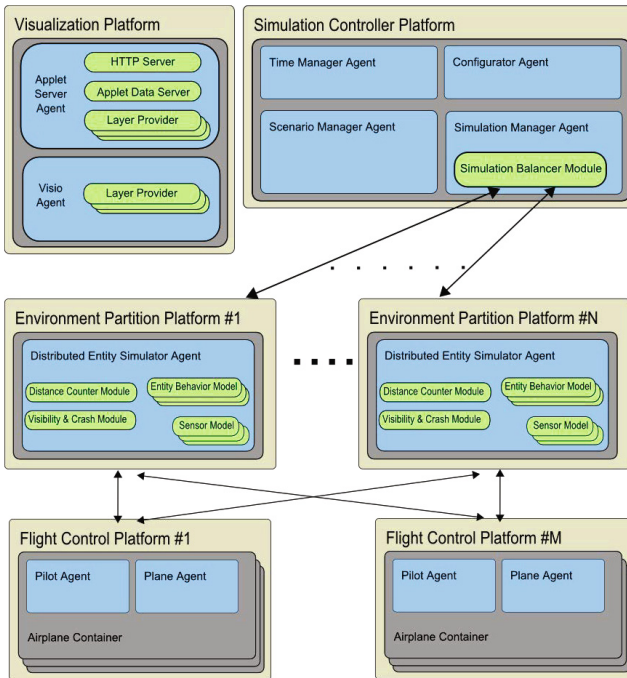 Visualization Platform
Applet
Server
Agent
HTTP Server
Applet Data Server
Layer Provider
Visio
Agent
Layer Provider
Simulation Controller Platform
Time Manager Agent
Configurator Agent
Scenario Manager Agent
Simulation Manager Agent
Simulation Balancer Module
Environment Partition Platform #1
Distributed Entity Simulator Agent
Distance Counter Module
Entity Behavior Model
Visibility & Crash Module
Sensor Model
Environment Partition Platform #N
Distributed Entity Simulator Agent
Distance Counter Module
Entity Behavior Model
Visibility & Crash Module
Sensor Model
Flight Control Platform #1
Pilot Agent
Plane Agent
Airplane Container
Flight Control Platform #M
Pilot Agent
Plane Agent
Airplane Container